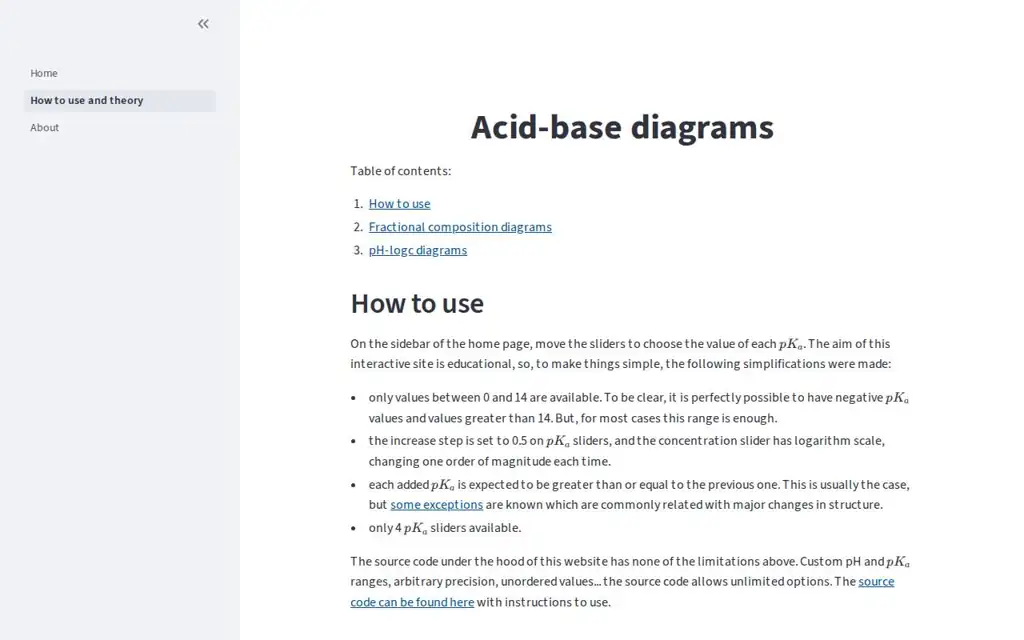 Home
How to use and theory
About
Acid-base diagrams
Table of contents:
1. How to use
2. Fractional composition diagrams
3. pH-logc diagrams
How to use
On the sidebar of the home page, move the sliders to choose the value of each pKₐ. The aim of this
interactive site is educational, so, to make things simple, the following simplifications were made:
• only values between 0 and 14 are available. To be clear, it is perfectly possible to have negative pKₐ
values and values greater than 14. But, for most cases this range is enough.
• the increase step is set to 0.5 on pKₐ sliders, and the concentration slider has logarithm scale,
changing one order of magnitude each time.
• each added pKₐ is expected to be greater than or equal to the previous one. This is usually the case,
but some exceptions are known which are commonly related with major changes in structure.
• only 4 pKₐ sliders available.
The source code under the hood of this website has none of the limitations above. Custom pH and pKₐ
ranges, arbitrary precision, unordered values... the source code allows unlimited options. The source
code can be found here with instructions to use.